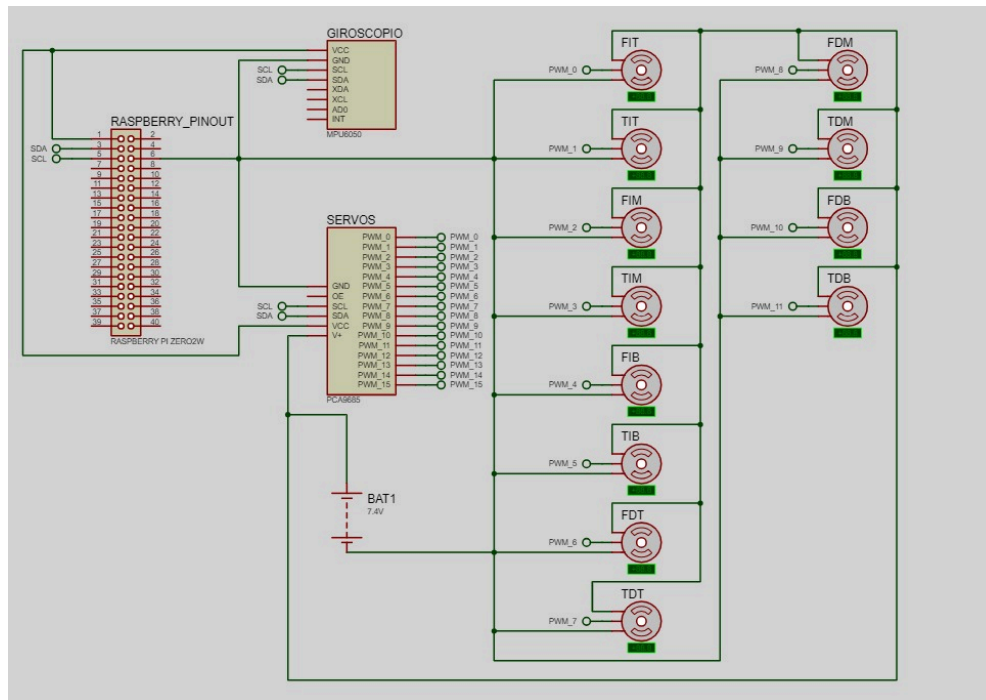 GIROSCOPIO
VCC
GND
SCL
SDA
XDA
XCL
AD0
INT
SCL
SDA
MPU6050
RASPBERRY_PINOUT
SDA
SCL
1 2
3 4
5 6
7 8
9 10
11 12
13 14
15 16
17 18
19 20
21 22
23 24
25 26
27 28
29 30
31 32
33 34
35 36
37 38
39 40
RASPBERRY PI ZERO2W
SERVOS
GND
OE
SCL
SDA
VCC
V+
SCL
SDA
PWM_0 PWM_0
PWM_1 PWM_1
PWM_2 PWM_2
PWM_3 PWM_3
PWM_4 PWM_4
PWM_5 PWM_5
PWM_6 PWM_6
PWM_7 PWM_7
PWM_8 PWM_8
PWM_9 PWM_9
PWM_10 PWM_10
PWM_11 PWM_11
PWM_12 PWM_12
PWM_13 PWM_13
PWM_14 PWM_14
PWM_15 PWM_15
PCA9685
BAT1
7.4V
FIT
PWM_0
TIT
PWM_1
FIM
PWM_2
TIM
PWM_3
FIB
PWM_4
TIB
PWM_5
FDT
PWM_6
TDT
PWM_7
FDM
PWM_8
TDM
PWM_9
FDB
PWM_10
TDB
PWM_11